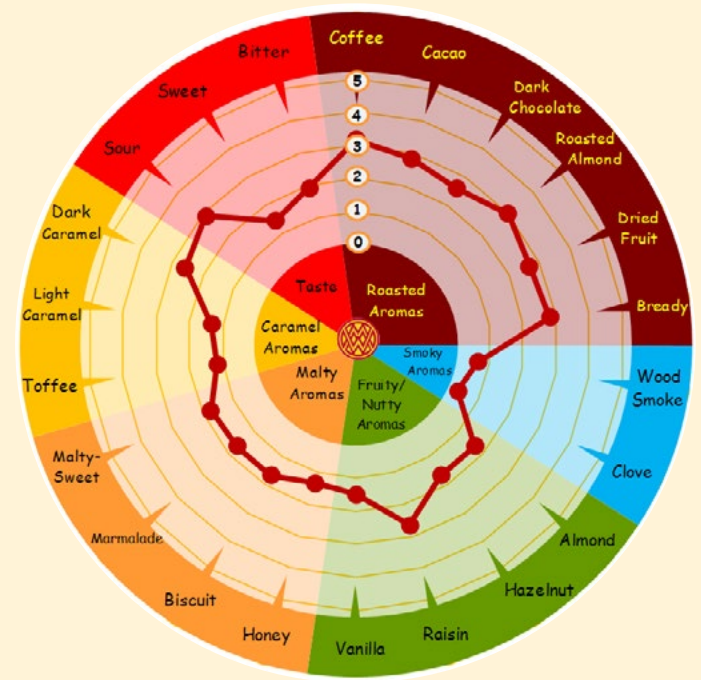 Coffee
Cacao
Dark
Chocolate
Roasted
Almond
Dried
Fruit
Bready
Wood
Smoke
Clove
Almond
Hazelnut
Raisin
Vanilla
Honey
Biscuit
Marmalade
Malty-
Sweet
Toffee
Light
Caramel
Dark
Caramel
Sour
Sweet
Bitter
5
4
3
2
1
0
Taste
Roasted
Aromas
Caramel
Aromas
Smoky
Aromas
Malty
Aromas
Fruity/
Nutty
Aromas